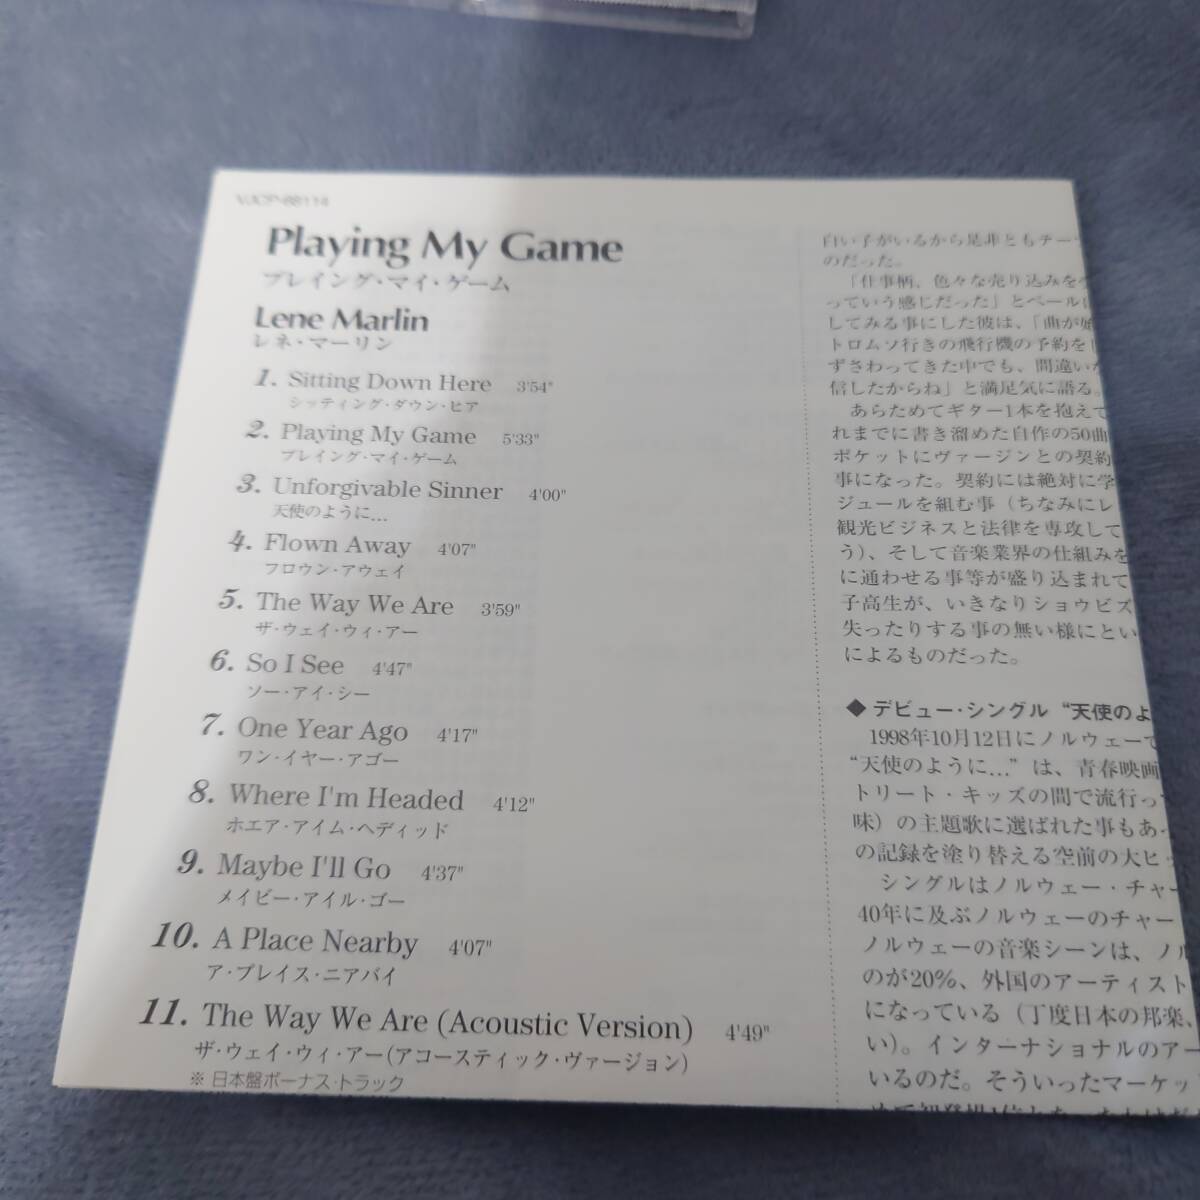 VJCP-68114
Playing My Game
プレイング・マイ・ゲーム
Lene Marlin
レネ・マーリン
1. Sitting Down Here 3'54"
シッティング・ダウン・ヒア
2. Playing My Game 5'33"
プレイング・マイ・ゲーム
3. Unforgivable Sinner 4'00"
天使のように...
4. Flown Away 4'07"
フロウン・アウェイ
5. The Way We Are 3'59"
ザ・ウェイ・ウィ・アー
6. So I See 4'47"
ソー・アイ・シー
7. One Year Ago 4'17"
ワン・イヤー・アゴー
8. Where I'm Headed 4'12"
ホエア・アイム・ヘディッド
9. Maybe I'll Go 4'37"
メイビー・アイル・ゴー
10. A Place Nearby 4'07"
ア・プレイス・ニアバイ
11. The Way We Are (Acoustic Version) 4'49"
ザ・ウェイ・ウィ・アー(アコースティック・ヴァージョン)
※ 日本盤ボーナス・トラック
白い子がいるから是非ともテー
のだった。
「仕事柄、色々な売り込みを
っていう感じだった」とペール
してみる事にした彼は、「曲が
トロムソ行きの飛行機の予約を
ずさわってきた中でも、間違い
信したからね」と満足気に語る。
あらためてギター1本を抱えて
れまでに書き溜めた自作の50曲
ポケットにヴァージンとの契約
事になった。契約には絶対に学
ジュールを組む事（ちなみにレ
観光ビジネスと法律を専攻して
う）、そして音楽業界の仕組みを
に通わせる事等が盛り込まれて
子高生が、いきなりショウビズ
失ったりする事の無い様にとい
によるものだった。
◆ デビュー・シングル “天使のよ
1998年10月12日にノルウェーで
“天使のように...” は、青春映画
トリート・キッズの間で流行っ
味）の主題歌に選ばれた事もあ
の記録を塗り替える空前の大ヒッ
シングルはノルウェー・チャー
40年に及ぶノルウェーのチャー
ノルウェーの音楽シーンは、ノル
のが20%、外国のアーティスト
になっている（丁度日本の邦楽、
い）。インターナショナルのアー
いるのだ。そういったマーケッ